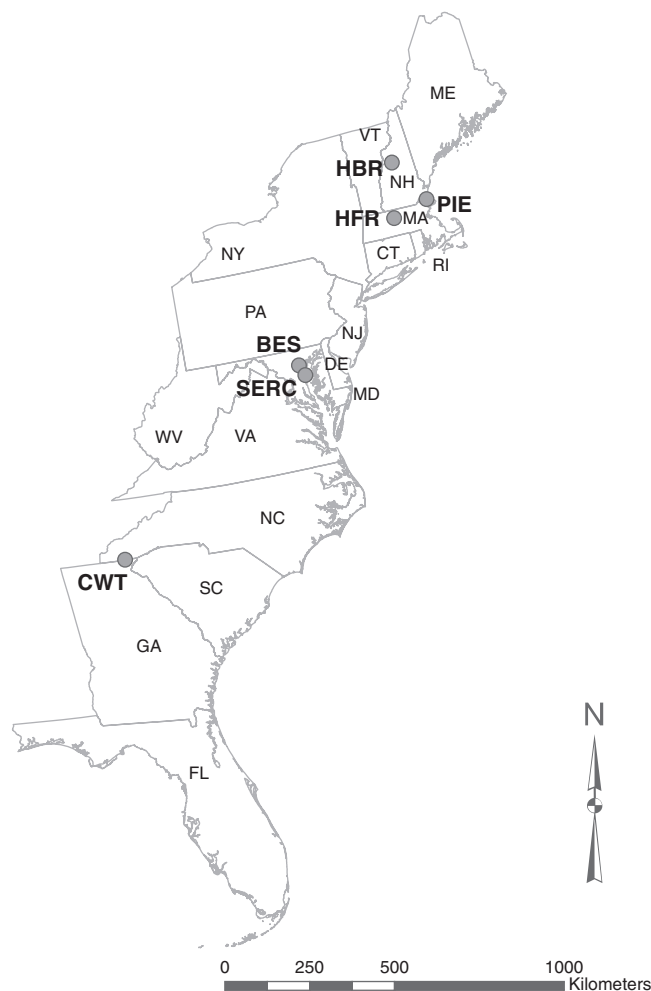 ME
VT
HBR
NH
PIE
HFR
MA
NY
CT
RI
PA
NJ
BES
DE
SERC
MD
WV
VA
NC
CWT
SC
GA
N
FL
0 250 500 1000
Kilometers